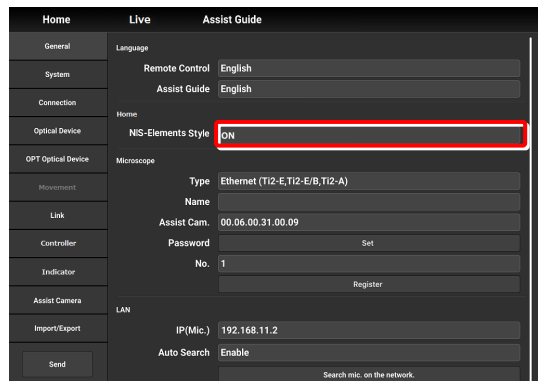 Home Live Assist Guide
General
System
Connection
Optical Device
OPT Optical Device
Movement
Link
Controller
Indicator
Assist Camera
Import/Export
Send
Language
Remote Control English
Assist Guide English
Home
NIS-Elements Style ON
Microscope
Type Ethernet (Ti2-E,Ti2-E/B,Ti2-A)
Name
Assist Cam. 00.06.00.31.00.09
Password Set
No. 1
Register
LAN
IP(Mic.) 192.168.11.2
Auto Search Enable
Search mic. on the network.